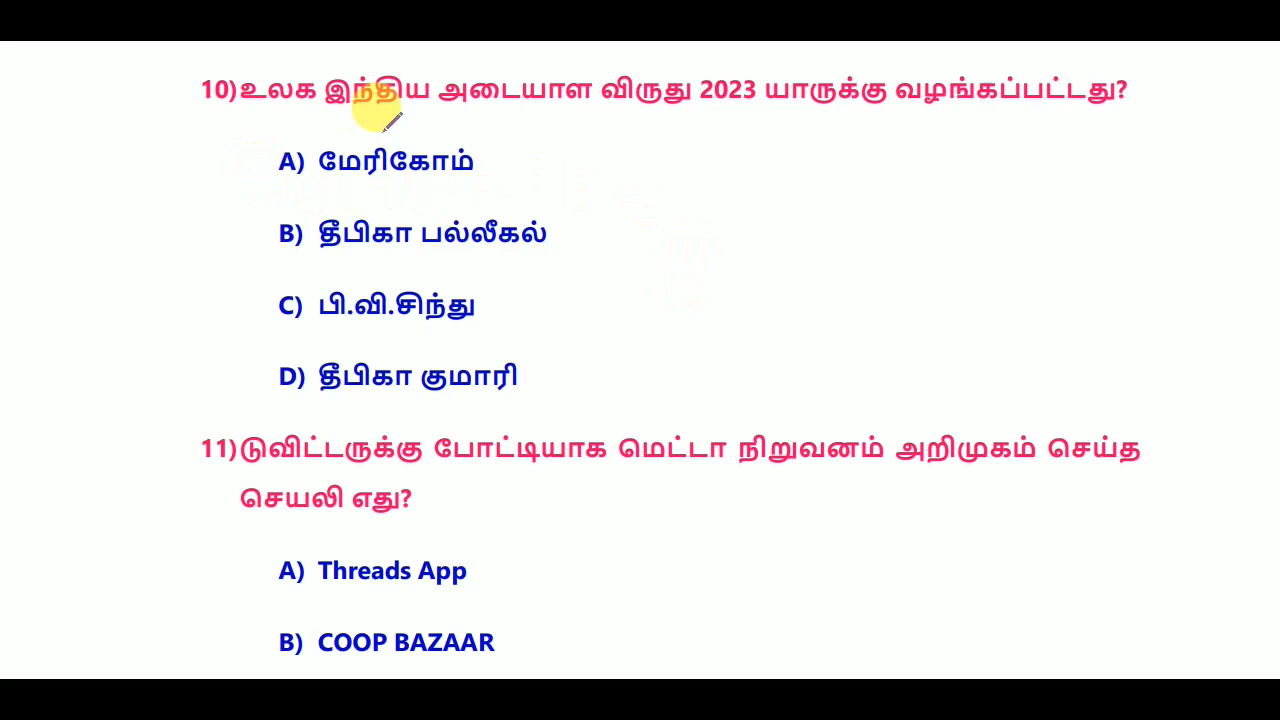 10)உலக இந்திய அடையாள விருது 2023 யாருக்கு வழங்கப்பட்டது?
A) மேரிகோம்
B) தீபிகா பல்லீகல்
C) பி.வி.சிந்து
D) தீபிகா குமாரி
11)டுவிட்டருக்கு போட்டியாக மெட்டா நிறுவனம் அறிமுகம் செய்த
செயலி எது?
A) Threads App
B) COOP BAZAAR